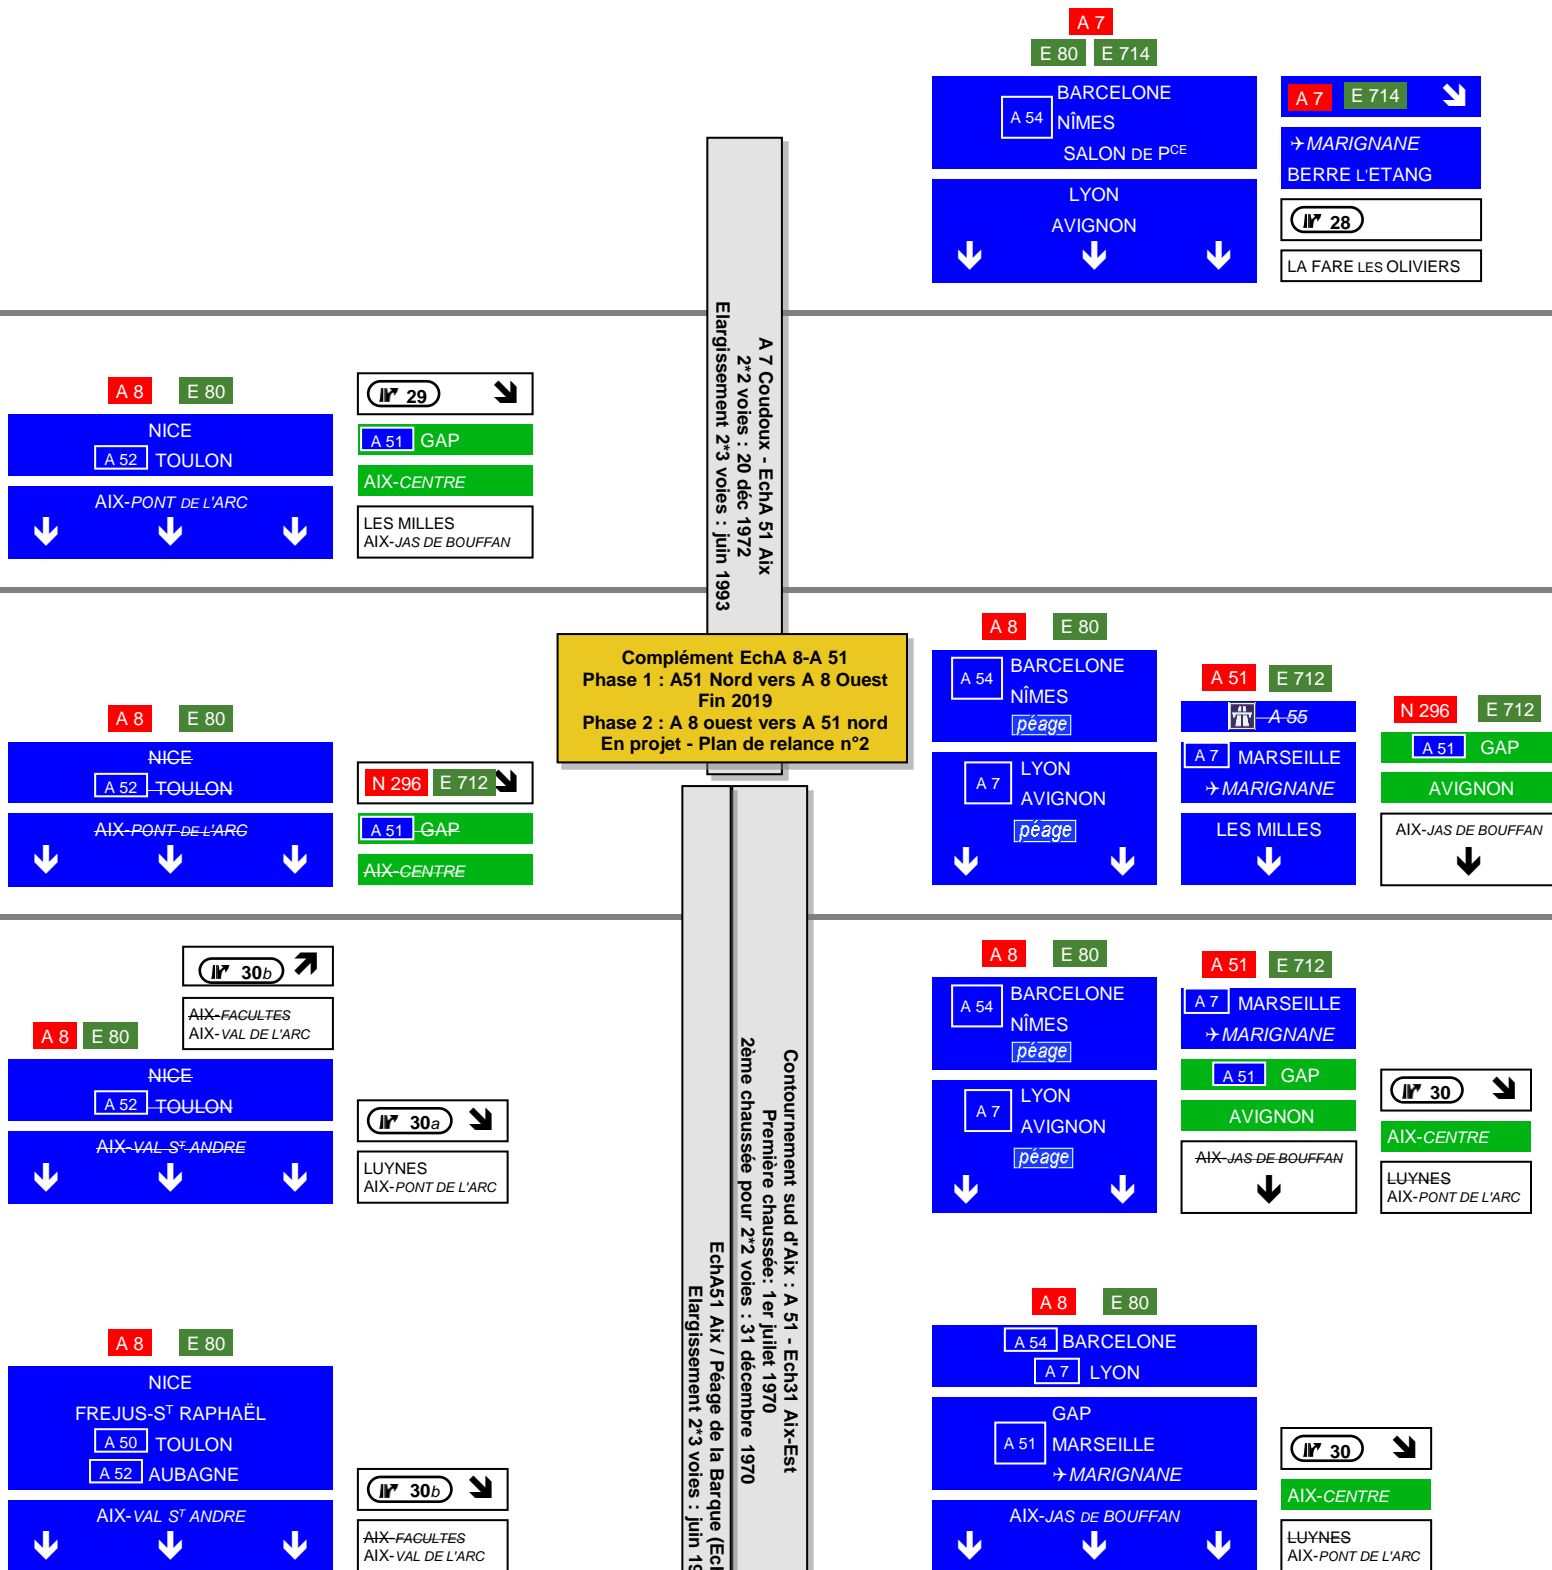 A 7
E 80 E 714
BARCELONE
A 54
NÎMES
SALON DE PCE
LYON
AVIGNON
A 7 E 714
MARIGNANE
BERRE L'ETANG
28
LA FARE LES OLIVIERS
A 7 Coudoux - EchA 51 Aix
2*2 voies : 20 déc 1972
Elargissement 2*3 voies : juin 1993
A 8 E 80
NICE
A 52 TOULON
AIX-PONT DE L'ARC
29
A 51 GAP
AIX-CENTRE
LES MILLES
AIX-JAS DE BOUFFAN
Complément EchA 8-A 51
Phase 1 : A51 Nord vers A 8 Ouest
Fin 2019
Phase 2 : A 8 ouest vers A 51 nord
En projet - Plan de relance n°2
A 8 E 80
NICE
A 52 TOULON
AIX-PONT DE L'ARC
N 296 E 712
A 51 GAP
AIX-CENTRE
A 8 E 80
BARCELONE
A 54
NÎMES
péage
LYON
A 7
AVIGNON
péage
A 51 E 712
A 55
A 7 MARSEILLE
MARIGNANE
LES MILLES
N 296 E 712
A 51 GAP
AVIGNON
AIX-JAS DE BOUFFAN
30b
AIX-FACULTES
AIX-VAL DE L'ARC
A 8 E 80
NICE
A 52 TOULON
AIX-VAL ST ANDRE
30a
LUYNES
AIX-PONT DE L'ARC
Contournement sud d'Aix : A 51 - Ech31 Aix-Est
Première chaussée: 1er juillet 1970
2ème chaussée pour 2*2 voies : 31 décembre 1970
EchA51 Aix / Péage de la Barque (Ech
Elargissement 2*3 voies : juin 19
A 8 E 80
BARCELONE
A 54
NÎMES
péage
LYON
A 7
AVIGNON
péage
A 51 E 712
A 7 MARSEILLE
MARIGNANE
A 51 GAP
AVIGNON
AIX-JAS DE BOUFFAN
30
AIX-CENTRE
LUYNES
AIX-PONT DE L'ARC
A 8 E 80
NICE
FREJUS-ST RAPHAËL
A 50 TOULON
A 52 AUBAGNE
AIX-VAL ST ANDRE
30b
AIX-FACULTES
AIX-VAL DE L'ARC
A 8 E 80
A 54 BARCELONE
A 7 LYON
GAP
A 51 MARSEILLE
MARIGNANE
AIX-JAS DE BOUFFAN
30
AIX-CENTRE
LUYNES
AIX-PONT DE L'ARC